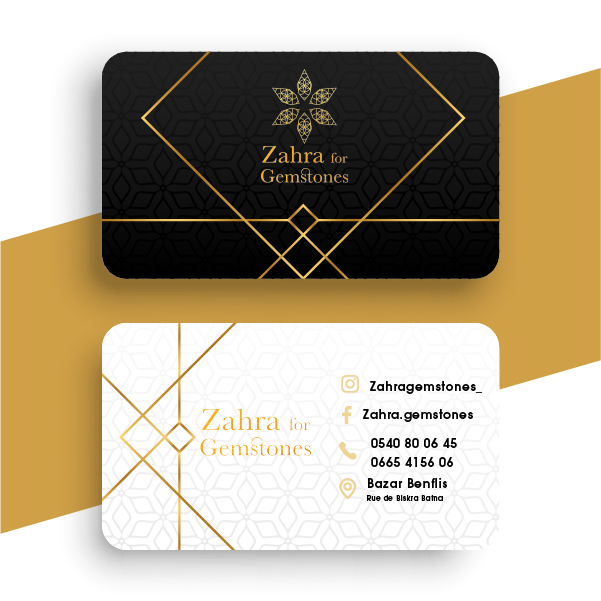 Zahra for
Gemstones
Zahra for
Gemstones
Zahragemstones_
Zahra.gemstones
0540 80 06 45
0665 4156 06
Bazar Benflis
Rue de Biskra Batna